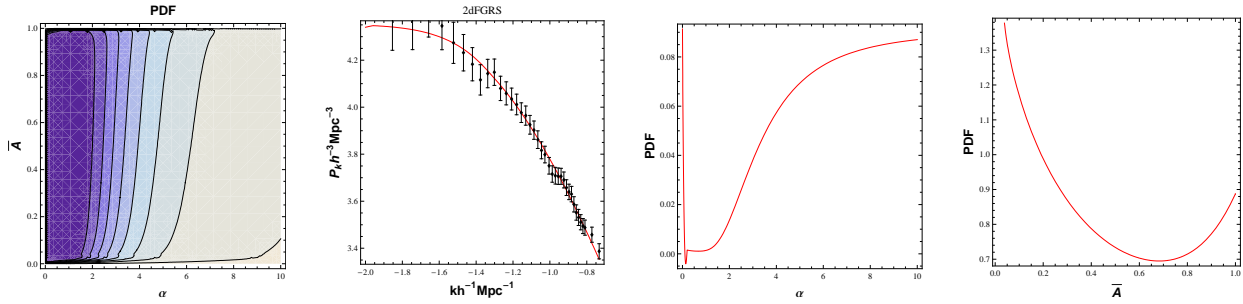 PDF
1.0
0.8
0.6
0.4
0.2
0.0
A̅
0 2 4 6 8 10
α
2dFGRS
4.2
4.0
3.8
3.6
3.4
P_k h^-3 Mpc^-3
-2.0 -1.8 -1.6 -1.4 -1.2 -1.0 -0.8
kh^-1Mpc^-1
0.08
0.06
0.04
0.02
0.00
PDF
0 2 4 6 8 10
α
1.3
1.2
1.1
1.0
0.9
0.8
0.7
PDF
0.0 0.2 0.4 0.6 0.8 1.0
A̅